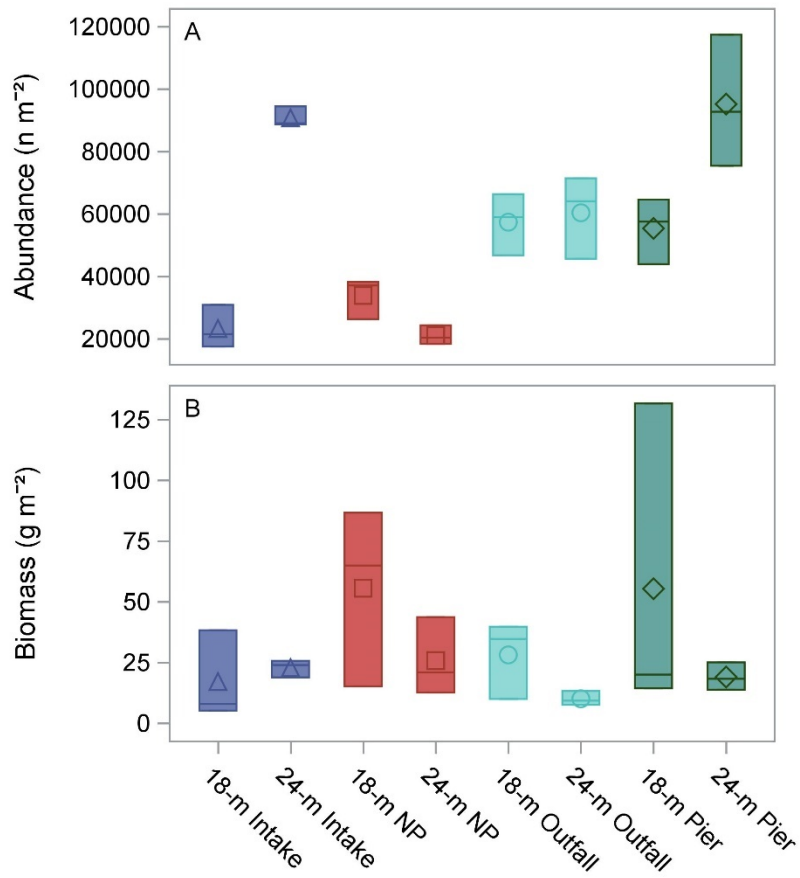 A
Abundance (n m⁻²)
120000
100000
80000
60000
40000
20000
B
Biomass (g m⁻²)
125
100
75
50
25
0
18-m Intake
24-m Intake
18-m NP
24-m NP
18-m Outfall
24-m Outfall
18-m Pier
24-m Pier